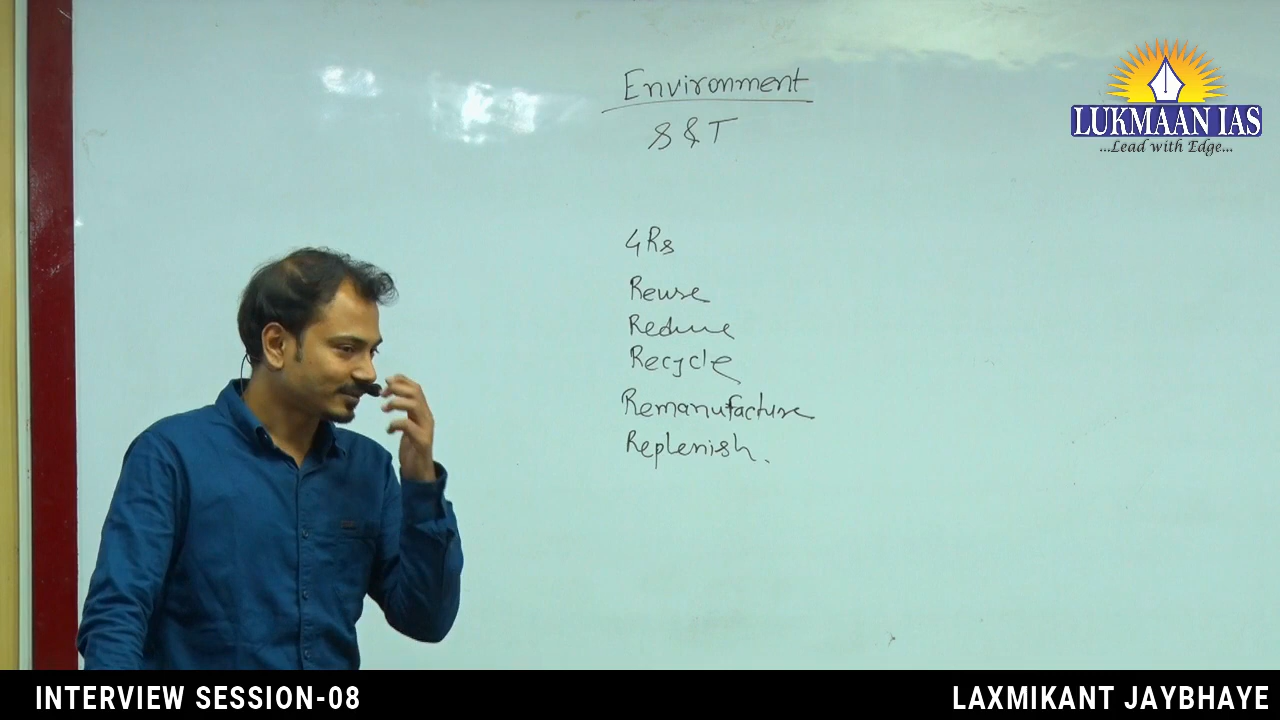 Environment
S&T
4Rs
Reuse
Reduce
Recycle
Remanufacture
Replenish.
LUKMAAN IAS
...Lead with Edge...
INTERVIEW SESSION-08
LAXMIKANT JAYBHAYE